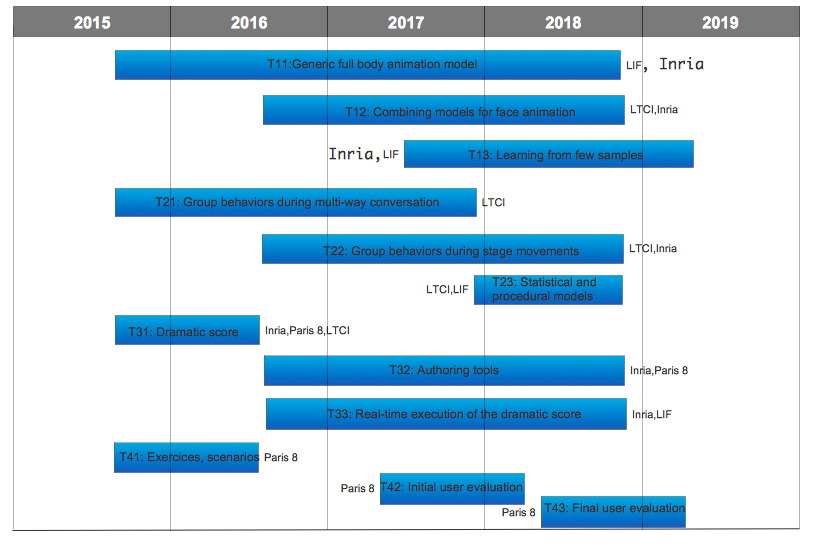 2015 2016 2017 2018 2019
T11:Generic full body animation model LIF, Inria
T12: Combining models for face animation LTCI,Inria
Inria,LIF T13: Learning from few samples
T21: Group behaviors during multi-way conversation LTCI
T22: Group behaviors during stage movements LTCI,Inria
LTCI,LIF T23: Statistical and
procedural models
T31: Dramatic score Inria,Paris 8,LTCI
T32: Authoring tools Inria,Paris 8
T33: Real-time execution of the dramatic score Inria,LIF
T41: Exercices, scenarios Paris 8
Paris 8 T42: Initial user evaluation
Paris 8 T43: Final user evaluation